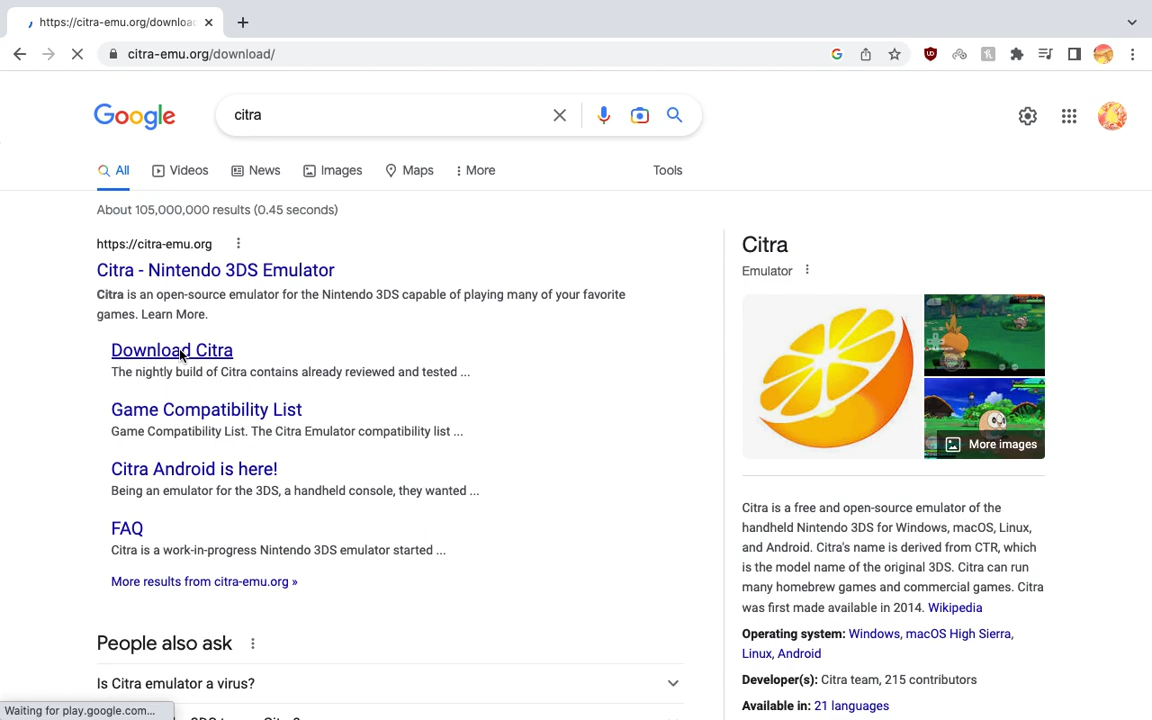 https://citra-emu.org/download
citra-emu.org/download/
Google
citra
All
Videos
News
Images
Maps
More
Tools
About 105,000,000 results (0.45 seconds)
https://citra-emu.org
Citra - Nintendo 3DS Emulator
Citra is an open-source emulator for the Nintendo 3DS capable of playing many of your favorite
games. Learn More.
Download Citra
The nightly build of Citra contains already reviewed and tested ...
Game Compatibility List
Game Compatibility List. The Citra Emulator compatibility list ...
Citra Android is here!
Being an emulator for the 3DS, a handheld console, they wanted ...
FAQ
Citra is a work-in-progress Nintendo 3DS emulator started ...
More results from citra-emu.org »
People also ask
Is Citra emulator a virus?
Waiting for play.google.com...
Citra
Emulator
More images
Citra is a free and open-source emulator of the
handheld Nintendo 3DS for Windows, macOS, Linux,
and Android. Citra's name is derived from CTR, which
is the model name of the original 3DS. Citra can run
many homebrew games and commercial games. Citra
was first made available in 2014. Wikipedia
Operating system: Windows, macOS High Sierra,
Linux, Android
Developer(s): Citra team, 215 contributors
Available in: 21 languages